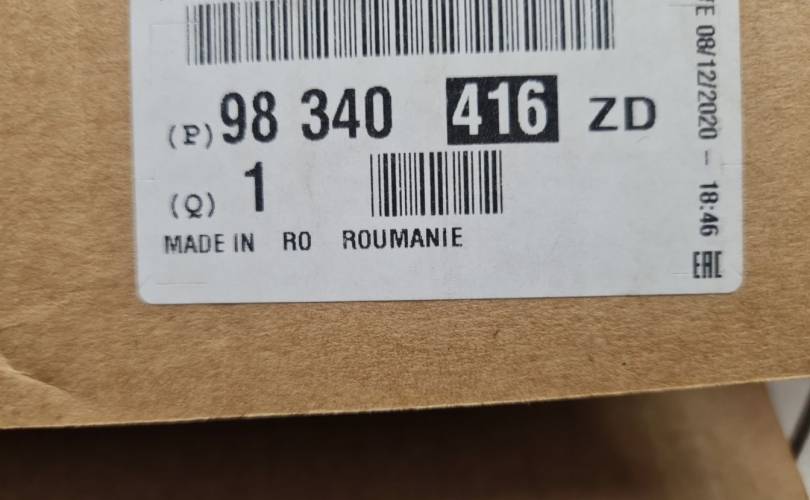 (P) 98 340 416 ZD
(Q) 1
MADE IN RO ROUMANIE
08/12/2020 -- 18:46
EAC